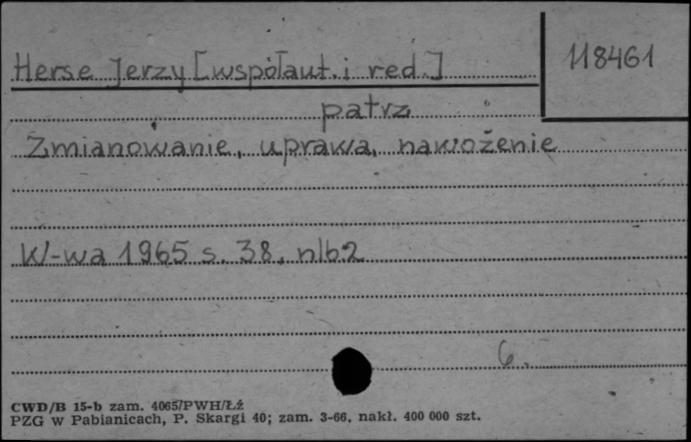 118461
Herse Jerzy [współaut. i red.]
patrz
Zmianowanie, uprawa, nawożenie
W-wa 1965 s. 38, nlb2
6.
CWD/B 15-b zam. 4065/PWH/Łź
PZG w Pabianicach, P. Skargi 40; zam. 3-66, nakł. 400 000 szt.